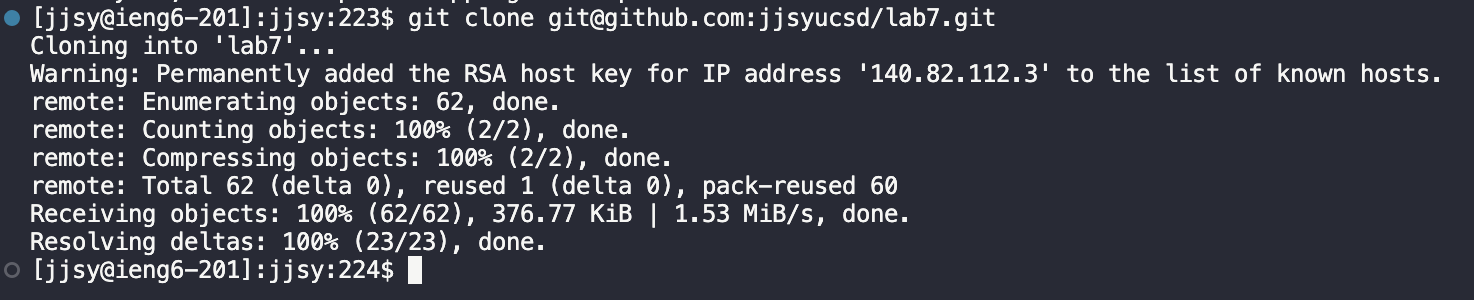 [jjsy@ieng6-201]:jjsy:223$ git clone git@github.com:jjsyucsd/lab7.git
Cloning into 'lab7'...
Warning: Permanently added the RSA host key for IP address '140.82.112.3' to the list of known hosts.
remote: Enumerating objects: 62, done.
remote: Counting objects: 100% (2/2), done.
remote: Compressing objects: 100% (2/2), done.
remote: Total 62 (delta 0), reused 1 (delta 0), pack-reused 60
Receiving objects: 100% (62/62), 376.77 KiB | 1.53 MiB/s, done.
Resolving deltas: 100% (23/23), done.
[jjsy@ieng6-201]:jjsy:224$